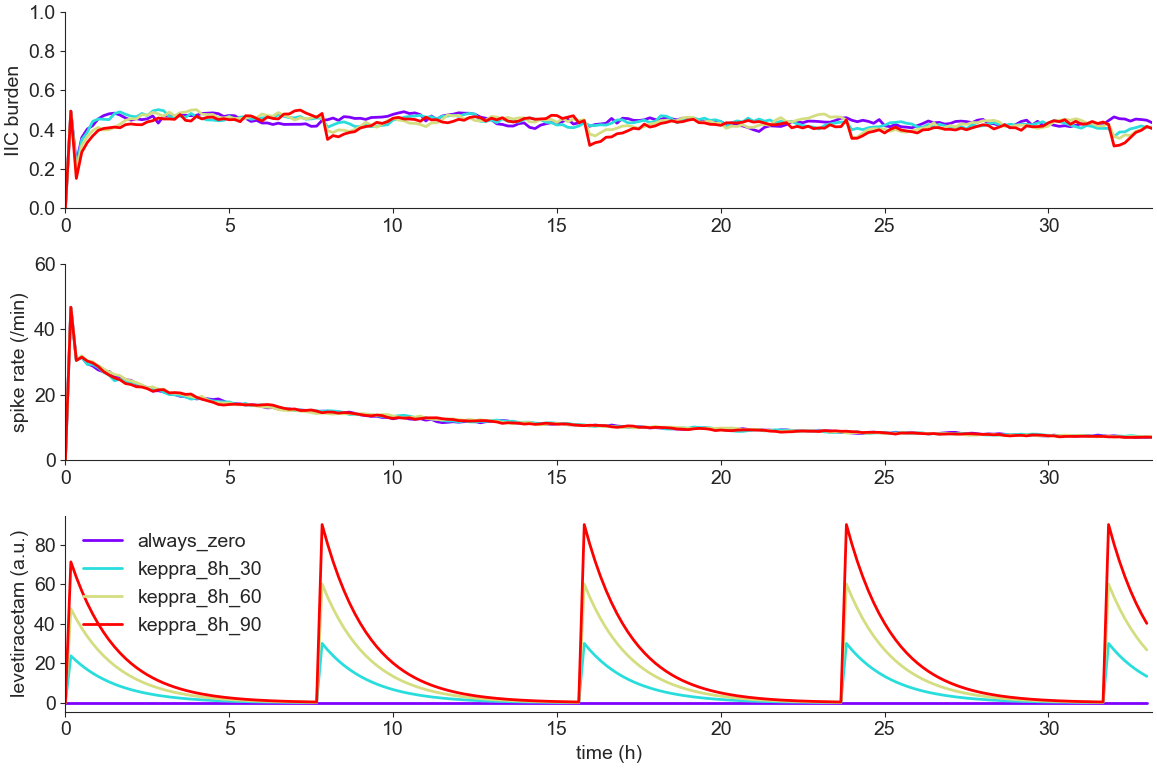 1.0
0.8
0.6
0.4
0.2
0.0
IIC burden
0 5 10 15 20 25 30
60
40
20
0
spike rate (/min)
0 5 10 15 20 25 30
80
60
40
20
0
levetiracetam (a.u.)
always_zero
keppra_8h_30
keppra_8h_60
keppra_8h_90
0 5 10 15 20 25 30
time (h)